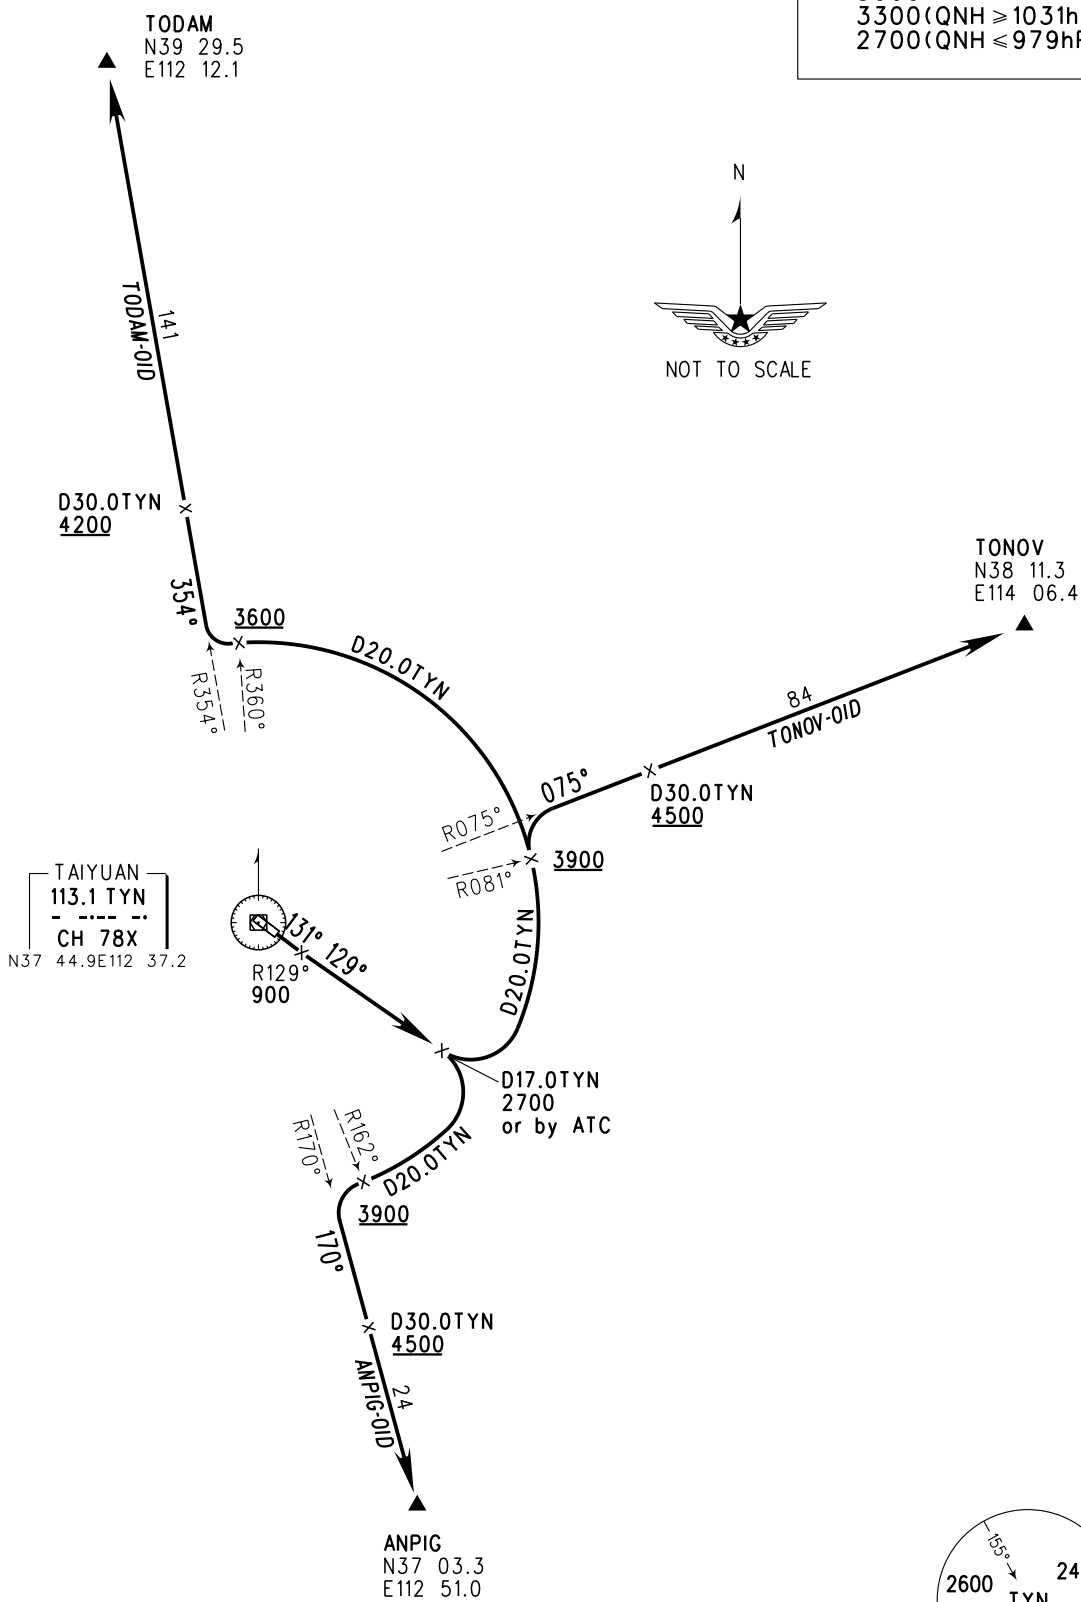 TODAM
N39 29.5
E112 12.1
3300(QNH ≥ 1031h
2700(QNH ≤ 979h
N
NOT TO SCALE
141
TODAM-01D
D30.0TYN
4200
354°
3600
D20.0TYN
R354°
R360°
TONOV
N38 11.3
E114 06.4
84
TONOV-01D
075°
D30.0TYN
4500
R075°
3900
R081°
TAIYUAN
113.1 TYN
- -·-- -·
CH 78X
N37 44.9E112 37.2
131° 129°
R129°
900
D20.0TYN
D17.0TYN
2700
or by ATC
R170°
R162°
D20.0TYN
3900
170°
D30.0TYN
4500
24
ANPIG-01D
ANPIG
N37 03.3
E112 51.0
155°
2600
24
TYN